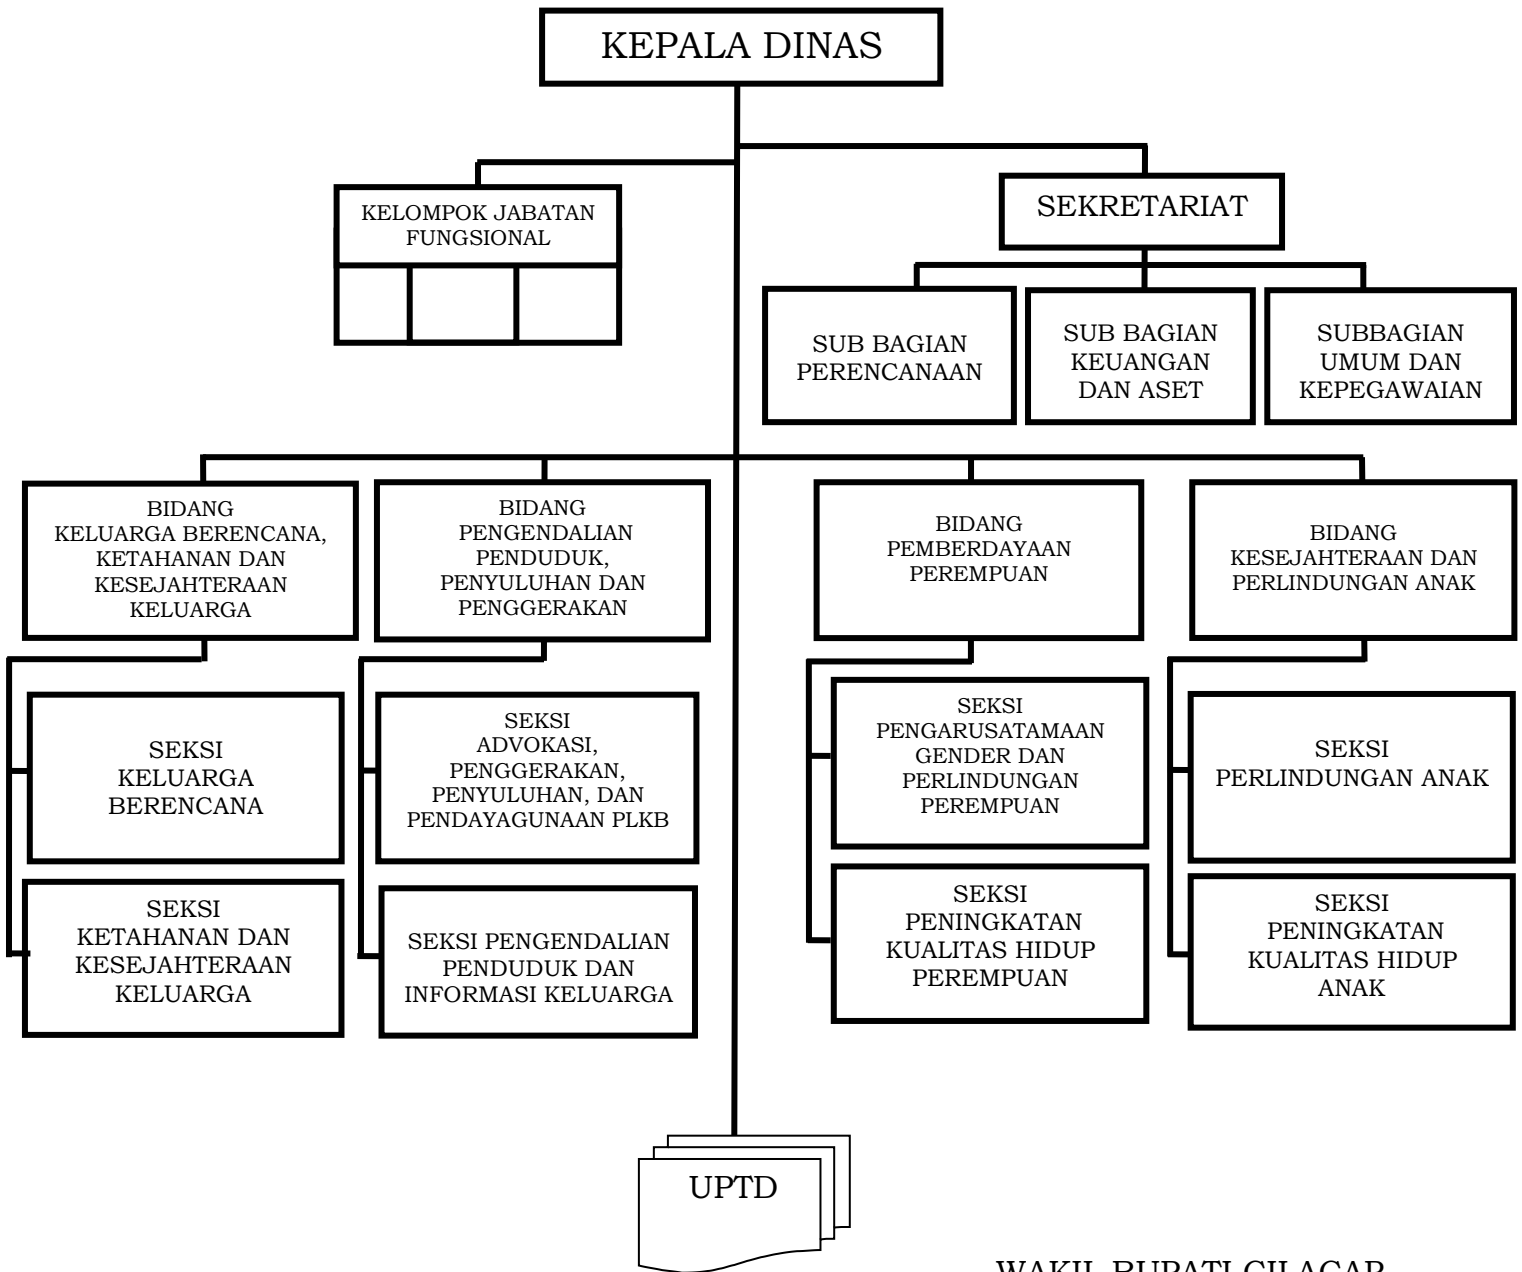 KEPALA DINAS
KELOMPOK JABATAN
FUNGSIONAL
SEKRETARIAT
SUB BAGIAN
PERENCANAAN
SUB BAGIAN
KEUANGAN
DAN ASET
SUBBAGIAN
UMUM DAN
KEPEGAWAIAN
BIDANG
KELUARGA BERENCANA,
KETAHANAN DAN
KESEJAHTERAAN
KELUARGA
BIDANG
PENGENDALIAN
PENDUDUK,
PENYULUHAN DAN
PENGGERAKAN
BIDANG
PEMBERDAYAAN
PEREMPUAN
BIDANG
KESEJAHTERAAN DAN
PERLINDUNGAN ANAK
SEKSI
KELUARGA
BERENCANA
SEKSI
ADVOKASI,
PENGGERAKAN,
PENYULUHAN, DAN
PENDAYAGUNAAN PLKB
SEKSI
PENGARUSATAMAAN
GENDER DAN
PERLINDUNGAN
PEREMPUAN
SEKSI
PERLINDUNGAN ANAK
SEKSI
KETAHANAN DAN
KESEJAHTERAAN
KELUARGA
SEKSI PENGENDALIAN
PENDUDUK DAN
INFORMASI KELUARGA
SEKSI
PENINGKATAN
KUALITAS HIDUP
PEREMPUAN
SEKSI
PENINGKATAN
KUALITAS HIDUP
ANAK
UPTD
WAKIL BUPATI CILACAP